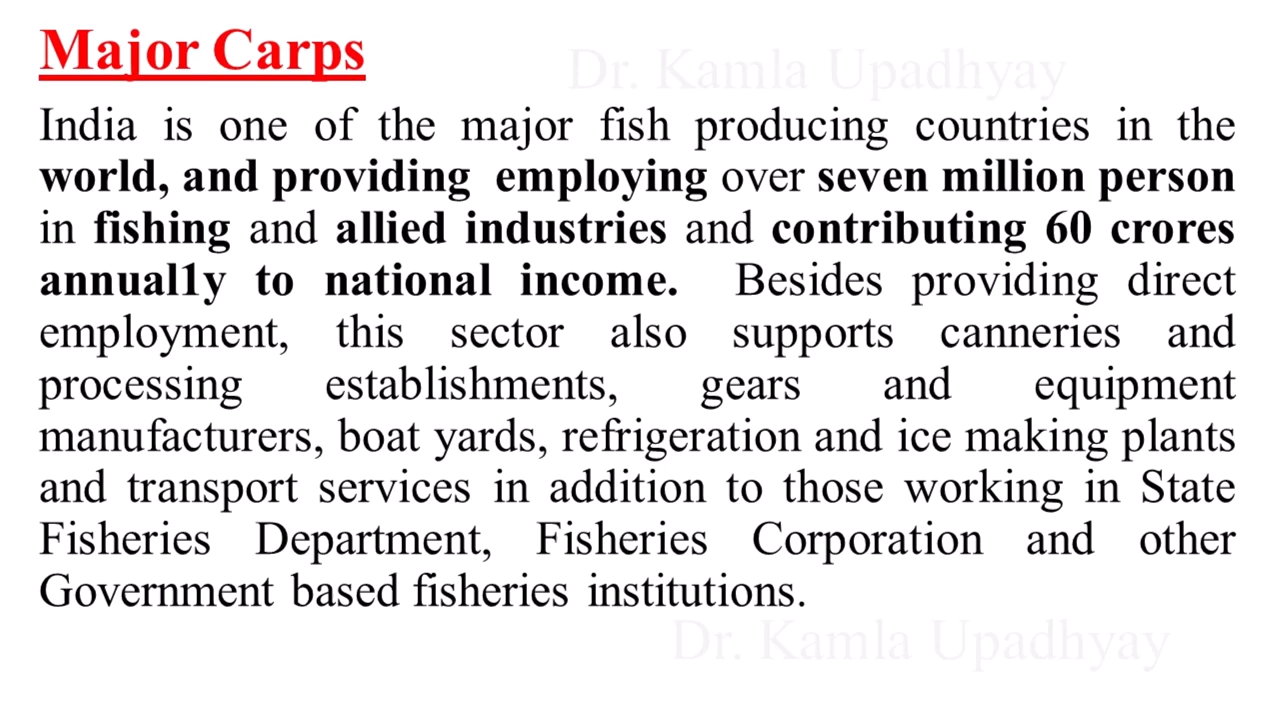 Major Carps
Dr. Kamla Upadhyay
India is one of the major fish producing countries in the
world, and providing employing over seven million person
in fishing and allied industries and contributing 60 crores
annual1y to national income. Besides providing direct
employment, this sector also supports canneries and
processing establishments, gears and equipment
manufacturers, boat yards, refrigeration and ice making plants
and transport services in addition to those working in State
Fisheries Department, Fisheries Corporation and other
Government based fisheries institutions.
Dr. Kamla Upadhyay